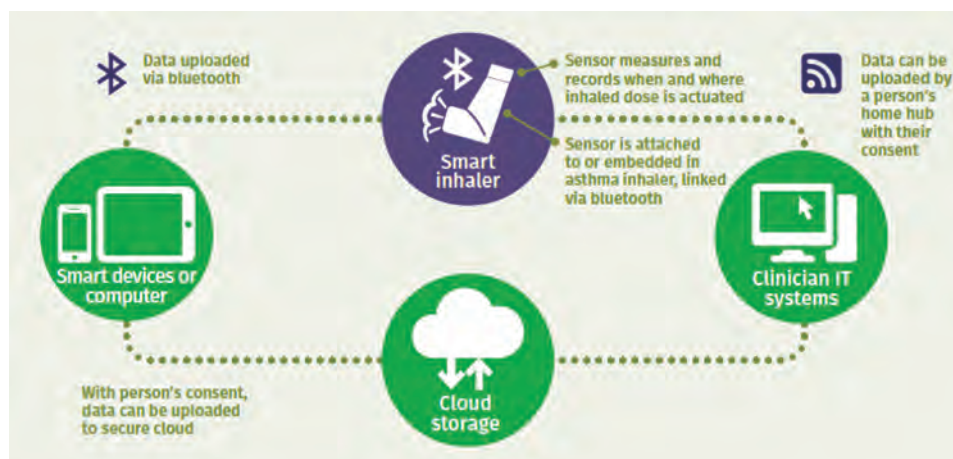 Data uploaded
via bluetooth
Sensor measures and
records when and where
inhaled dose is actuated
Sensor is attached
to or embedded in
asthma inhaler, linked
via bluetooth
Smart
inhaler
Data can be
uploaded by
a person's
home hub
with their
consent
Smart devices or
computer
Clinician IT
systems
With person's consent,
data can be uploaded
to secure cloud
Cloud
storage